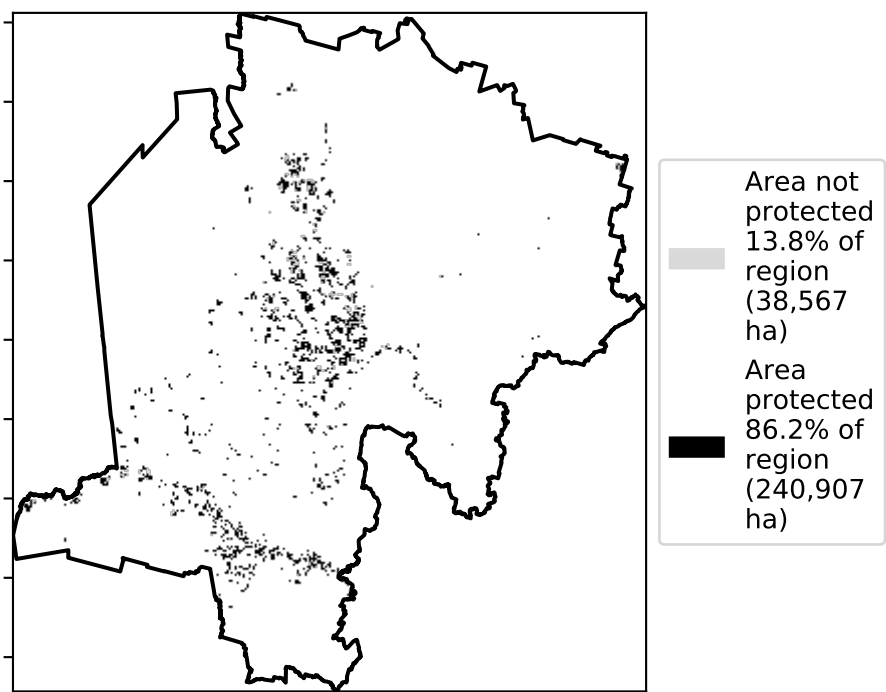 Area not
protected
13.8% of
region
(38,567
ha)
Area
protected
86.2% of
region
(240,907
ha)